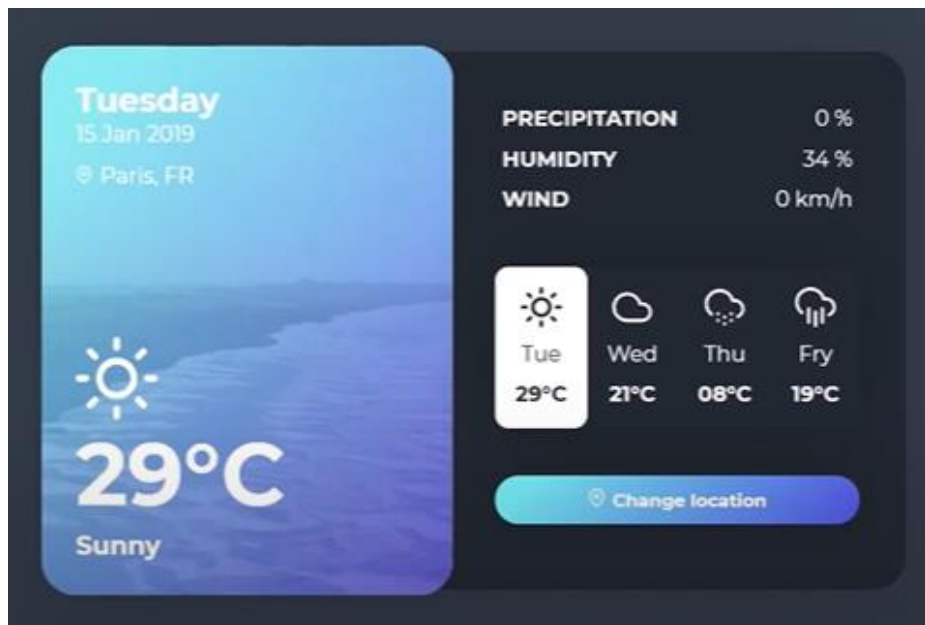 Tuesday
15 Jan 2019
Paris, FR
29°C
Sunny
PRECIPITATION 0 %
HUMIDITY 34 %
WIND 0 km/h
Tue Wed Thu Fry
29°C 21°C 08°C 19°C
Change location